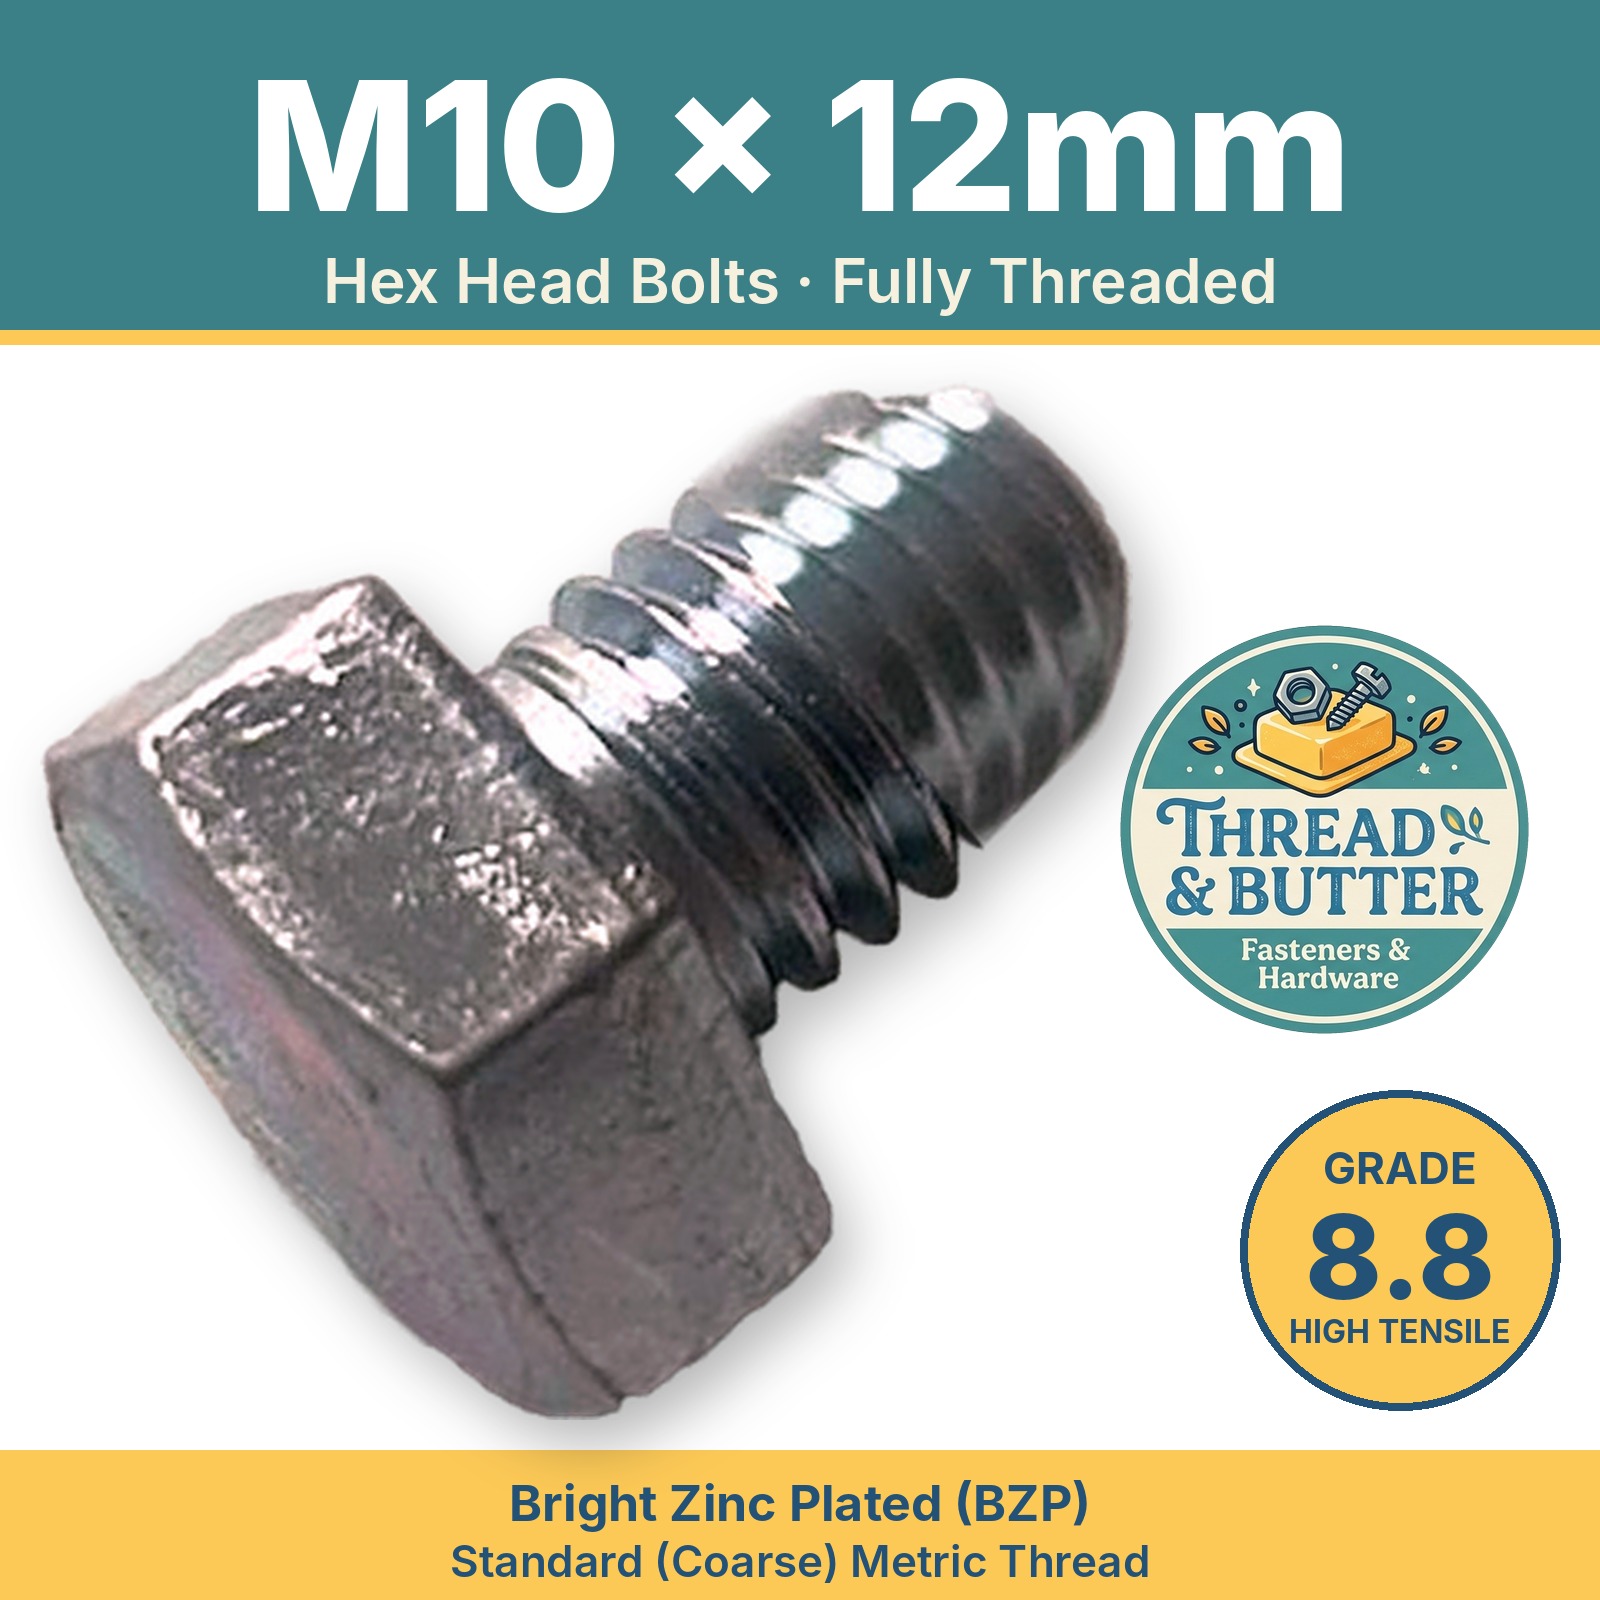 M10 × 12mm
Hex Head Bolts · Fully Threaded
THREAD
& BUTTER
Fasteners &
Hardware
GRADE
8.8
HIGH TENSILE
Bright Zinc Plated (BZP)
Standard (Coarse) Metric Thread